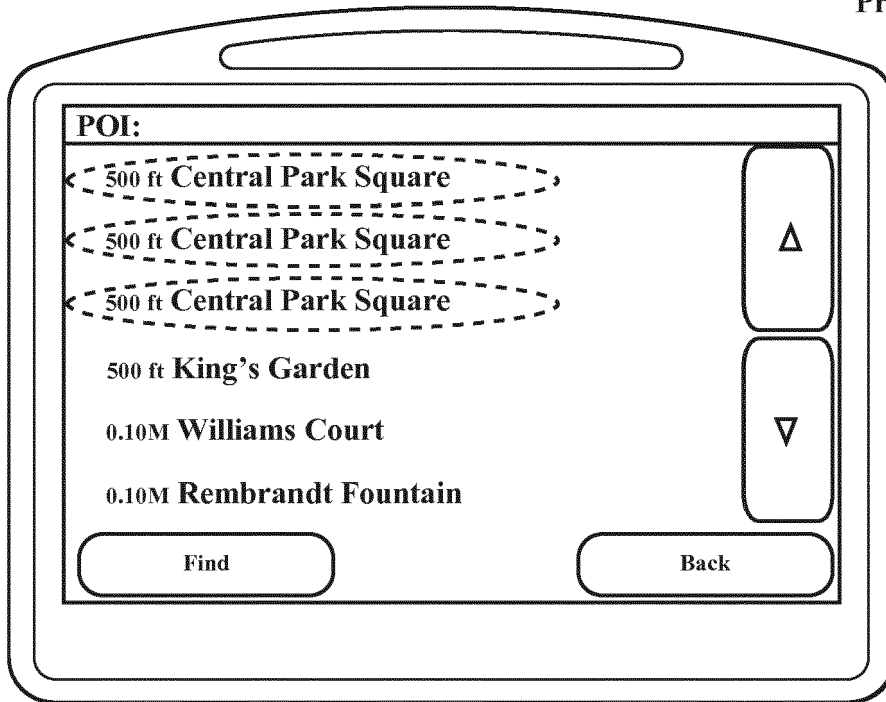 Pr
POI:
500 ft Central Park Square
500 ft Central Park Square
500 ft Central Park Square
500 ft King's Garden
0.10M Williams Court
0.10M Rembrandt Fountain
Find Back